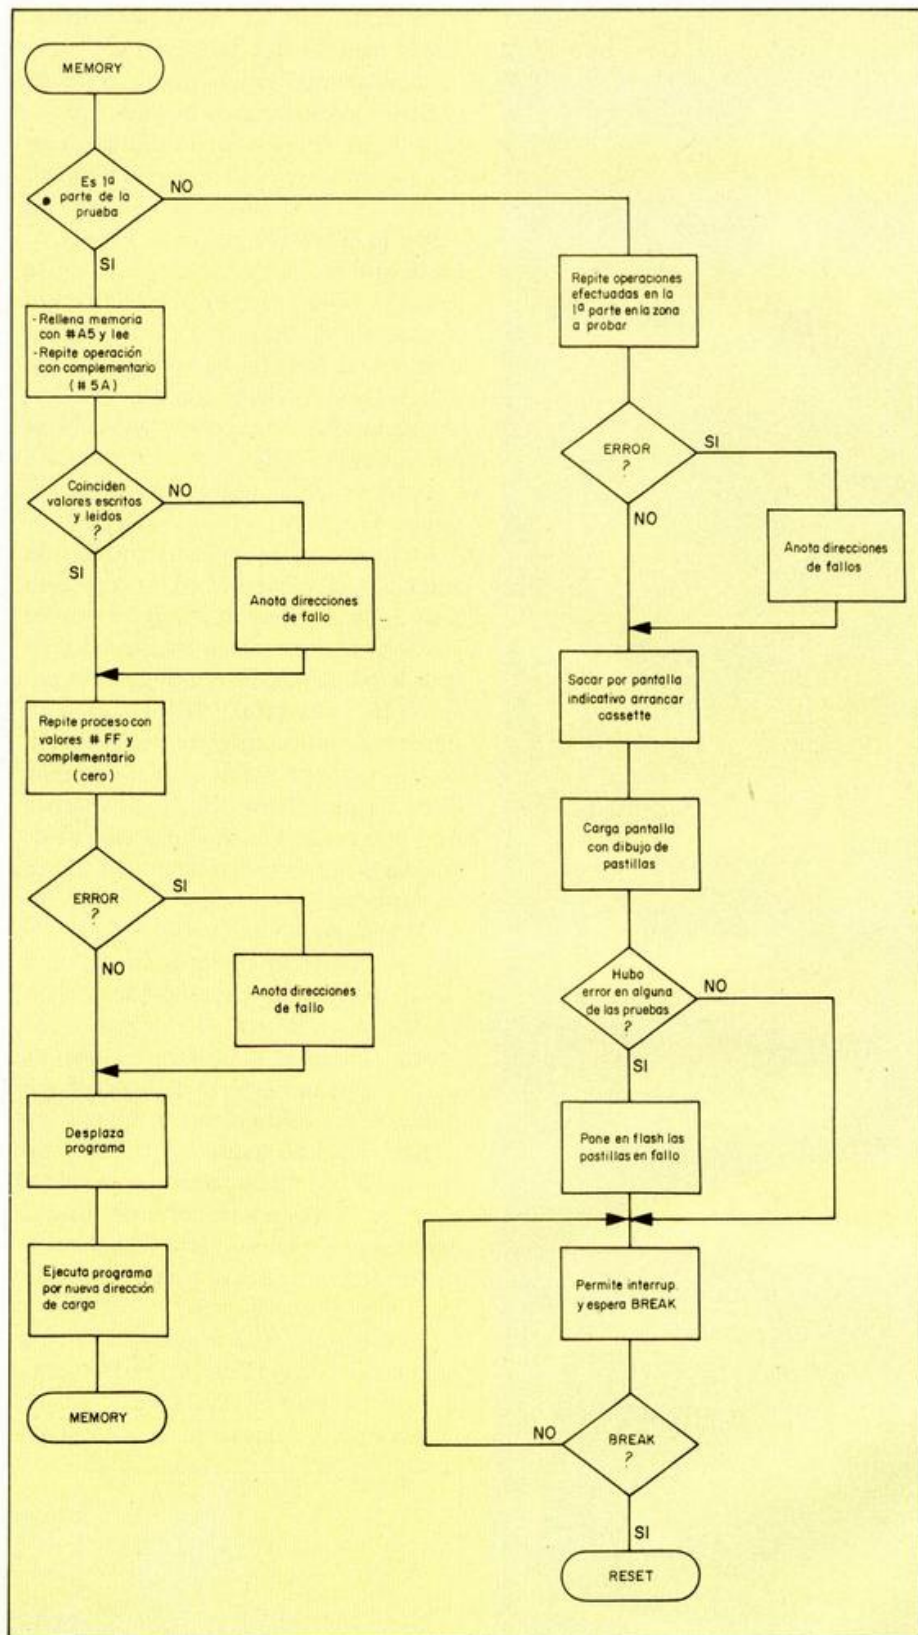 MEMORY
Es 1ª
parte de la
prueba
NO
SI
-Rellena memoria
con #A5 y lee
-Repite operación
con complementario
(#5A)
Coinciden
valores escritos
y leidos
?
NO
SI
Anota direcciones
de fallo
Repite proceso con
valores # FF y
complementario
(cero)
ERROR
?
SI
NO
Anota direcciones
de fallo
Desplaza
programa
Ejecuta programa
por nueva dirección
de carga
MEMORY
Repite operaciones
efectuadas en la
1ª parte en la zona
a probar
ERROR
?
SI
NO
Anota direcciones
de fallos
Sacar por pantalla
indicativo arrancar
cassette
Carga pantalla
con dibujo de
pastillas
Hubo
error en alguna
de las pruebas
?
NO
SI
Pone en flash las
pastillas en fallo
Permite interrup.
y espera BREAK
BREAK
?
NO
SI
RESET